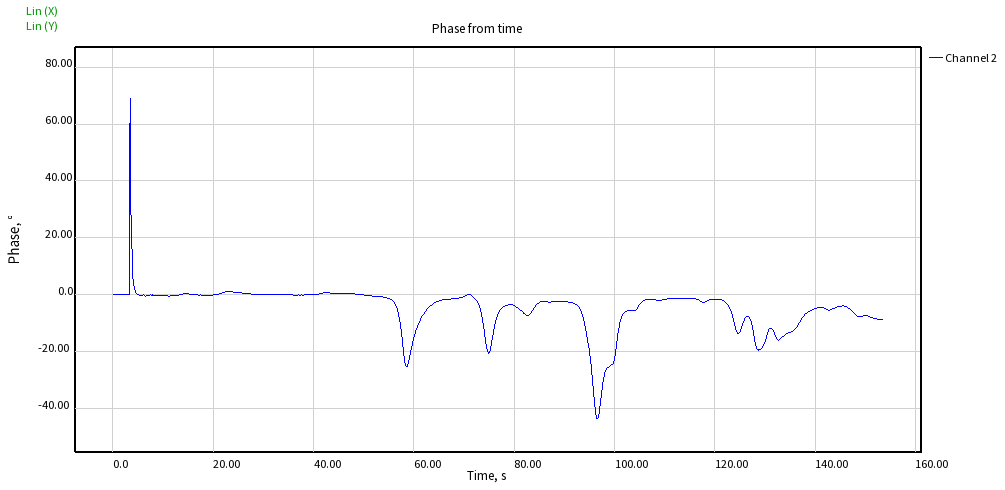 Lin (X)
Lin (Y)
Phase from time
Channel 2
80.00
60.00
40.00
20.00
0.0
-20.00
-40.00
Phase, °
0.0 20.00 40.00 60.00 80.00 100.00 120.00 140.00 160.00
Time, s